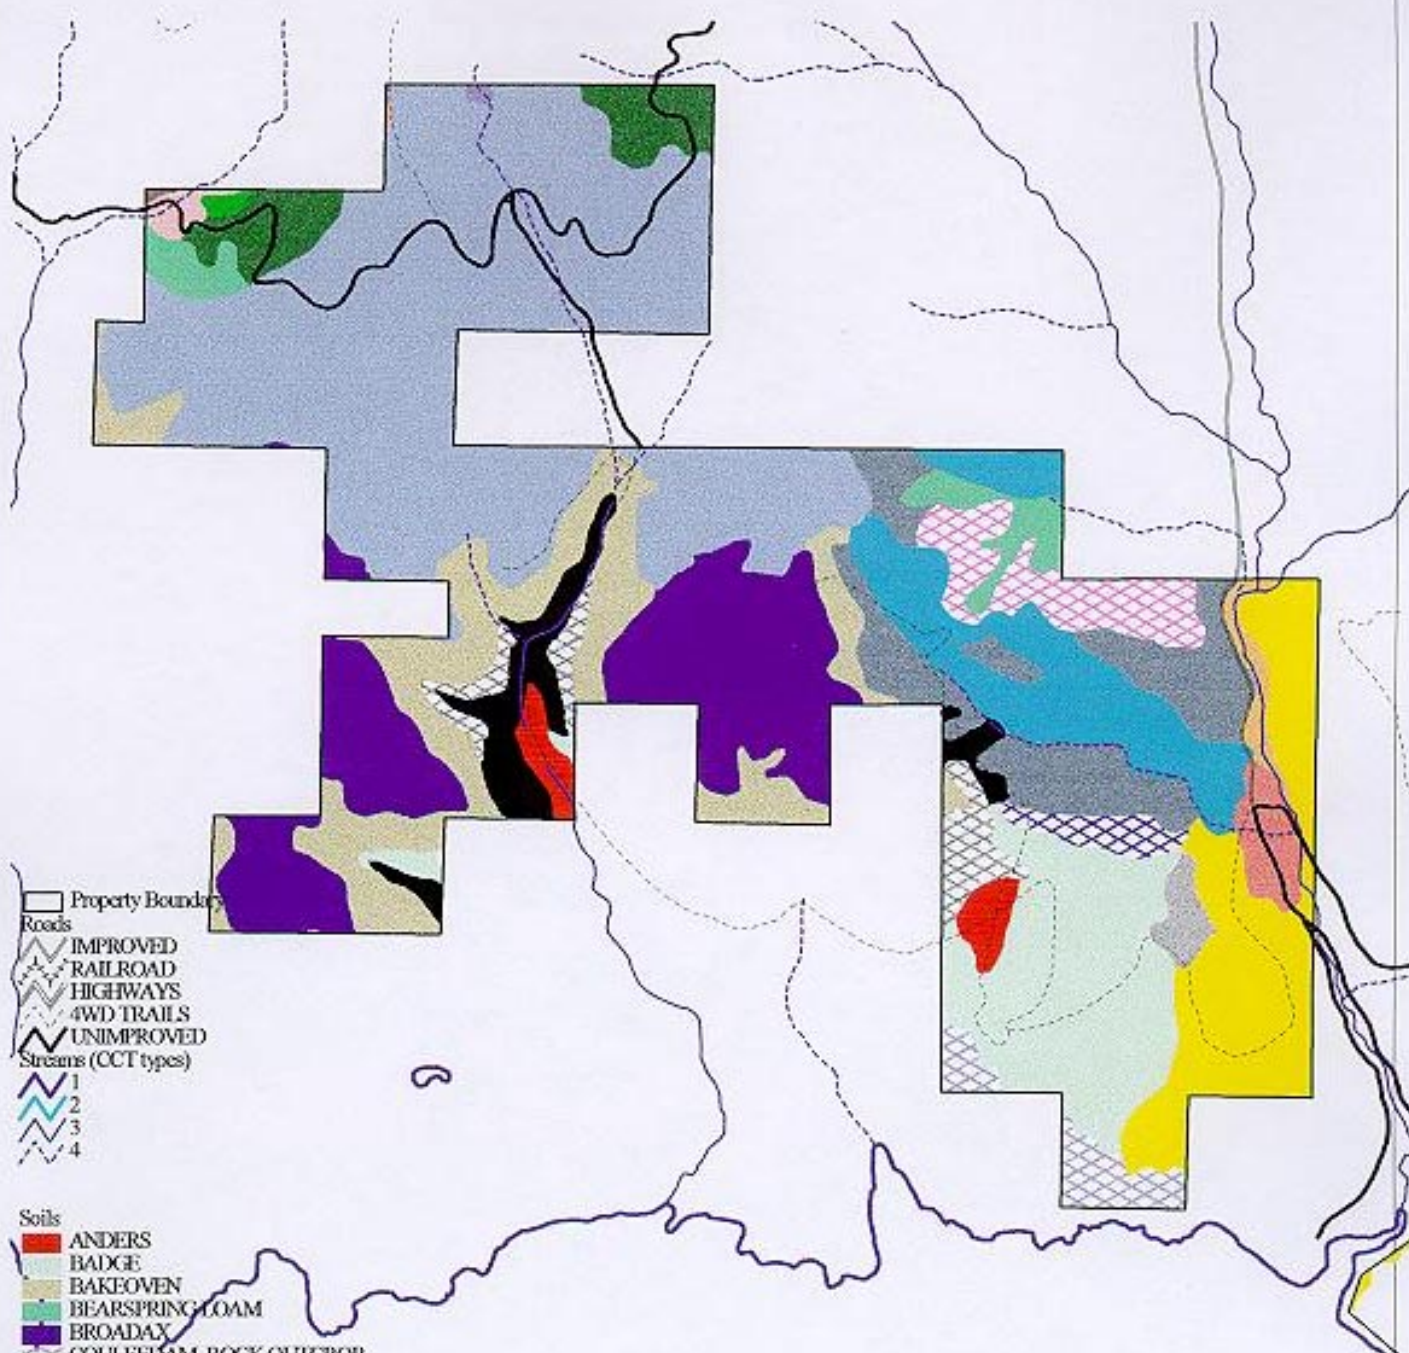 Property Boundary
Roads
IMPROVED
RAILROAD
HIGHWAYS
4WD TRAILS
UNIMPROVED
Streams (CCT types)
1
2
3
4
Soils
ANDERS
BADGE
BAKEOVEN
BEARSPRING LOAM
BROADAX